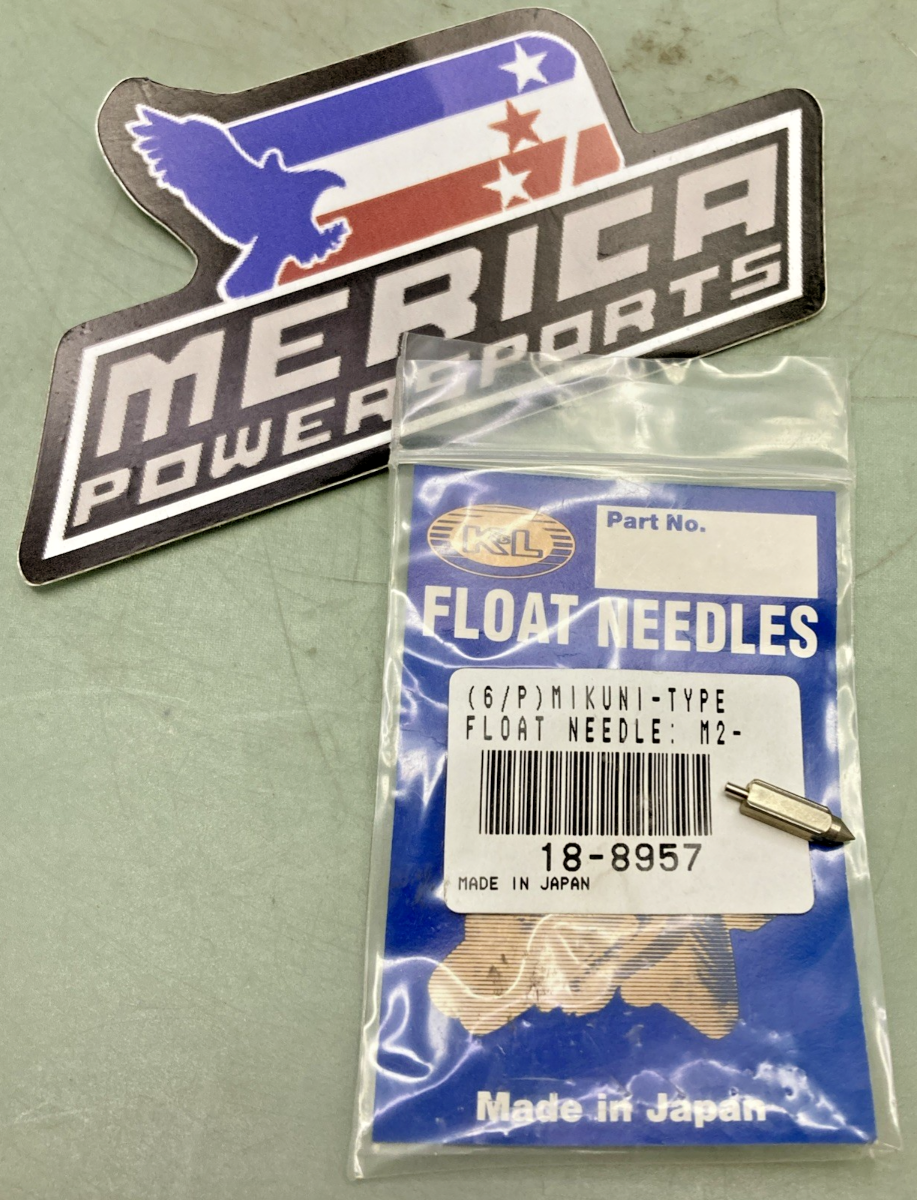 MERICA
POWERSPORTS
K&L
Part No.
FLOAT NEEDLES
(6/P)MIKUNI-TYPE
FLOAT NEEDLE: M2-
18-8957
MADE IN JAPAN
Made in Japan